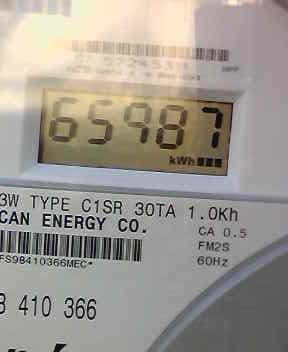 65987
kWh
3W TYPE C1SR 30TA 1.0Kh
CAN ENERGY CO.
CA 0.5
FM2S
60Hz
FS98410366MEC*
8 410 366